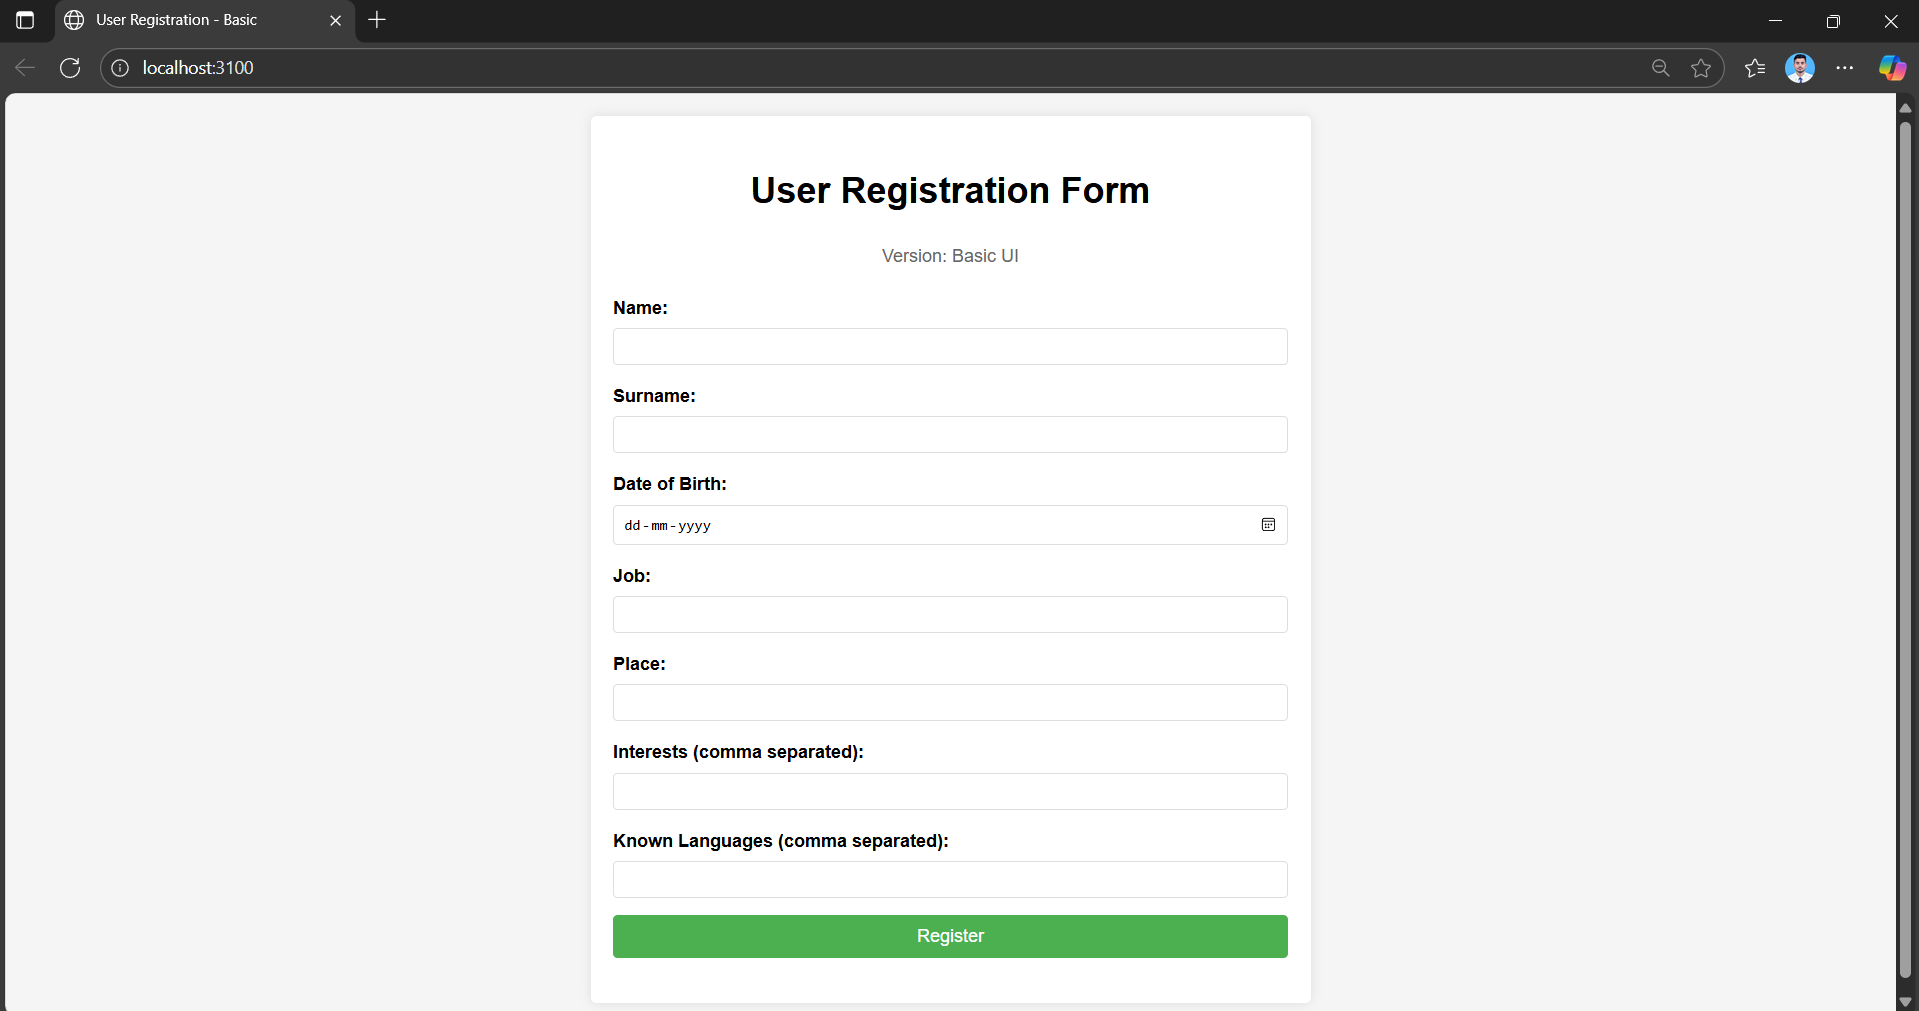 User Registration - Basic
localhost:3100
User Registration Form
Version: Basic UI
Name:
Surname:
Date of Birth:
dd-mm-yyyy
Job:
Place:
Interests (comma separated):
Known Languages (comma separated):
Register